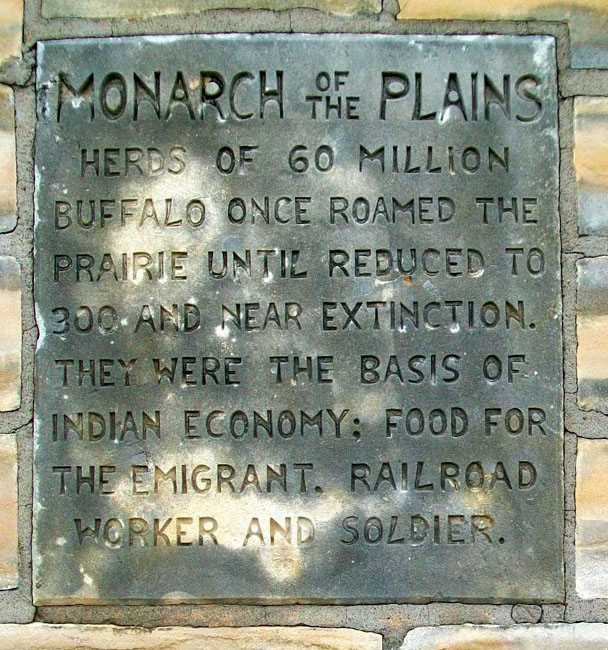 MONARCH OF THE PLAINS
HERDS OF 60 MILLION
BUFFALO ONCE ROAMED THE
PRAIRIE UNTIL REDUCED TO
300 AND NEAR EXTINCTION.
THEY WERE THE BASIS OF
INDIAN ECONOMY; FOOD FOR
THE EMIGRANT. RAILROAD
WORKER AND SOLDIER.